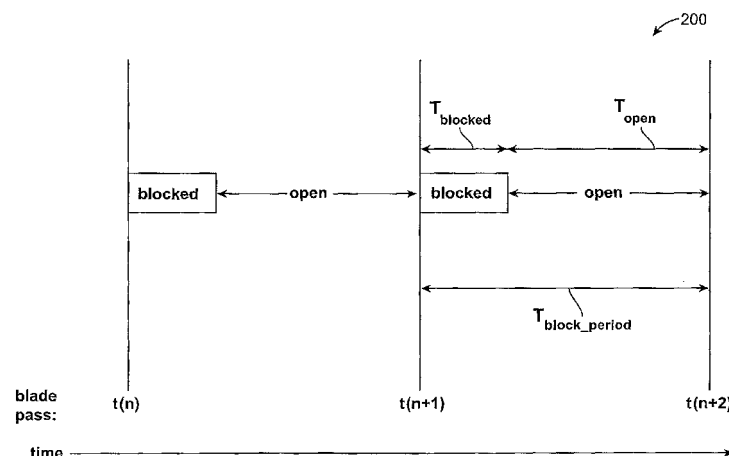 200
T_blocked
T_open
blocked
open
blocked
open
T_block_period
blade
pass:
t(n)
t(n+1)
t(n+2)
time